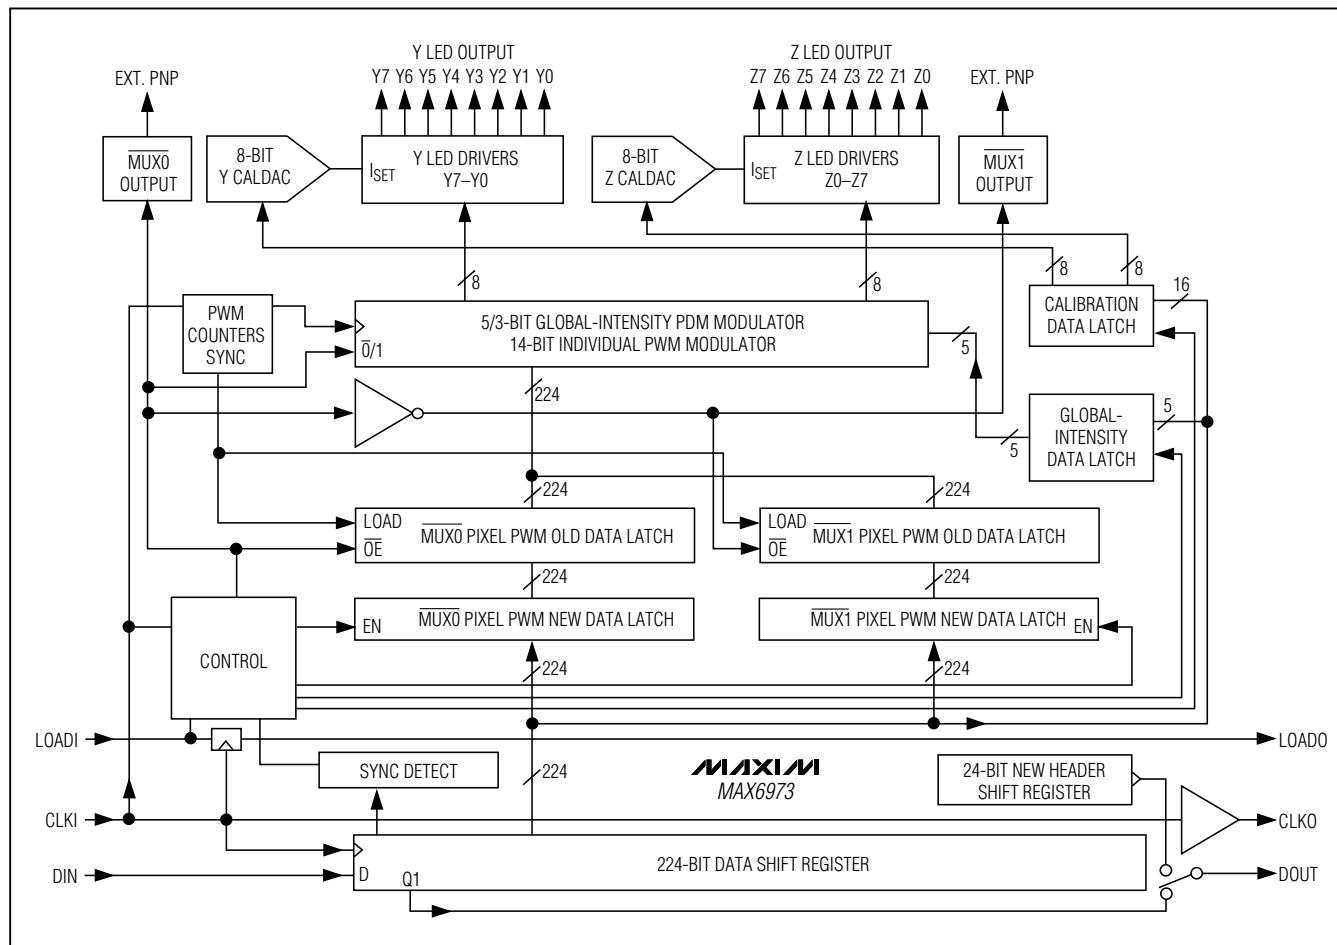 Y LED OUTPUT
Y7 Y6 Y5 Y4 Y3 Y2 Y1 Y0
Z LED OUTPUT
Z7 Z6 Z5 Z4 Z3 Z2 Z1 Z0
EXT. PNP
EXT. PNP
MUX0
OUTPUT
8-BIT
Y CALDAC
ISET
Y LED DRIVERS
Y7–Y0
8-BIT
Z CALDAC
ISET
Z LED DRIVERS
Z0–Z7
MUX1
OUTPUT
8
8
8
8
16
PWM
COUNTERS
SYNC
0/1
5/3-BIT GLOBAL-INTENSITY PDM MODULATOR
14-BIT INDIVIDUAL PWM MODULATOR
5
CALIBRATION
DATA LATCH
224
5
5
GLOBAL-
INTENSITY
DATA LATCH
224
224
LOAD
OE
MUX0 PIXEL PWM OLD DATA LATCH
LOAD
OE
MUX1 PIXEL PWM OLD DATA LATCH
224
224
EN
MUX0 PIXEL PWM NEW DATA LATCH
MUX1 PIXEL PWM NEW DATA LATCH
EN
CONTROL
224
224
LOADI
LOADO
SYNC DETECT
224
MAXIM
MAX6973
24-BIT NEW HEADER
SHIFT REGISTER
CLKI
CLKO
224-BIT DATA SHIFT REGISTER
DIN
D
Q1
DOUT